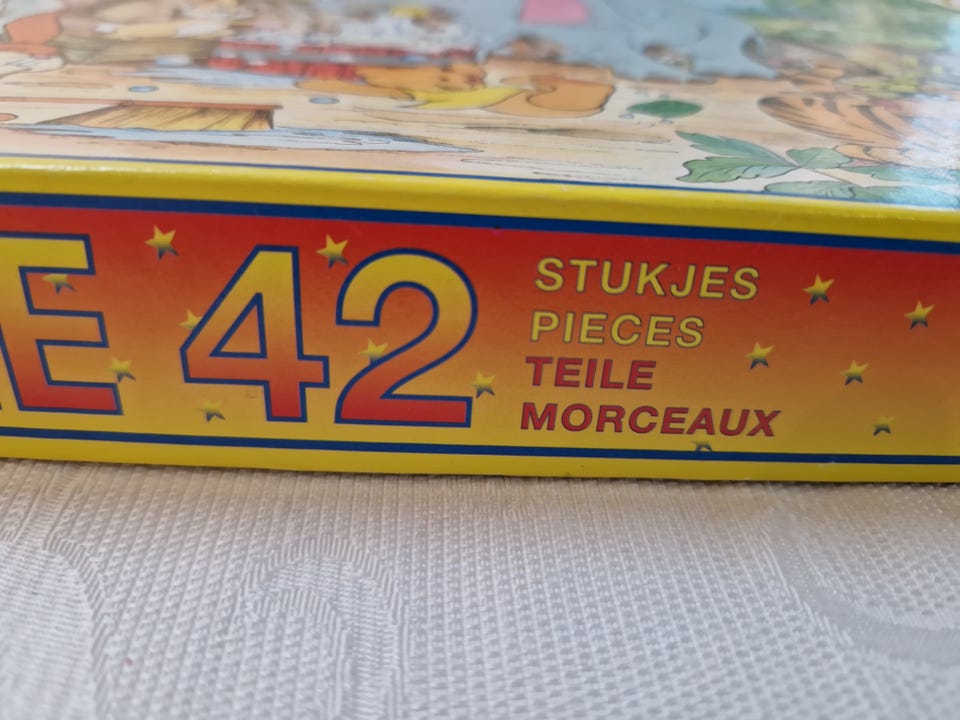 E 42
STUKJES
PIECES
TEILE
MORCEAUX